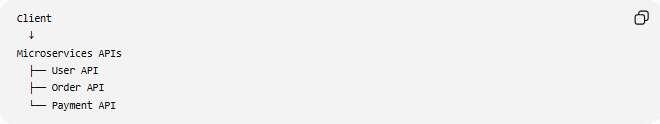 Client
↓
Microservices APIs
├── User API
├── Order API
└── Payment API